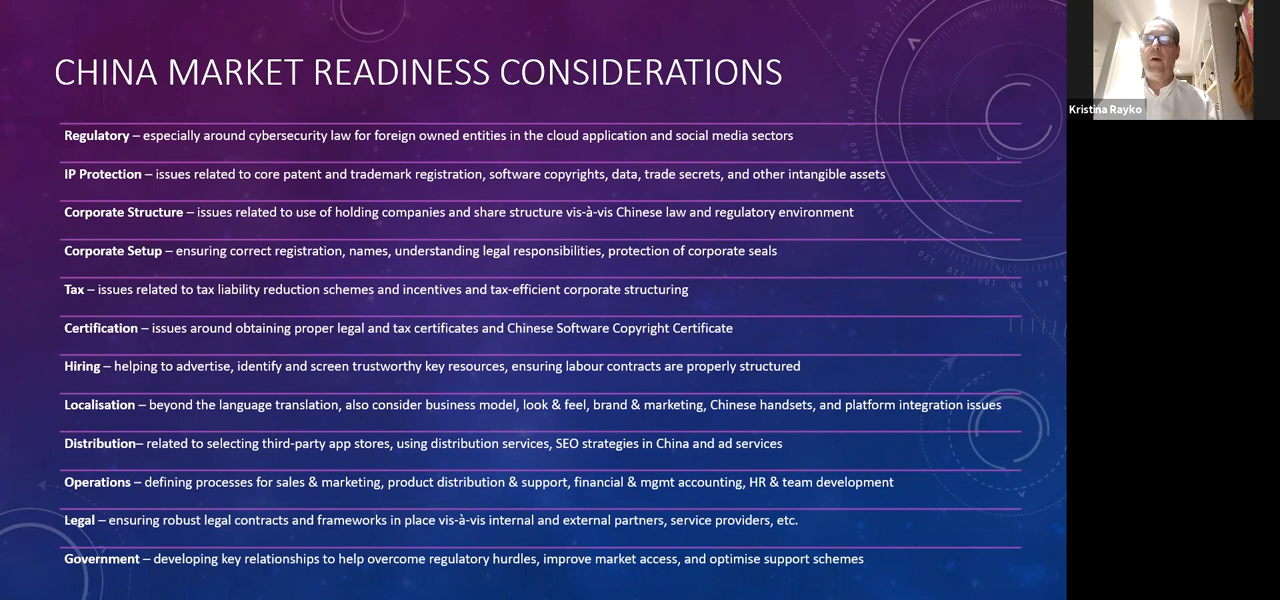 CHINA MARKET READINESS CONSIDERATIONS
Kristina Rayko
Regulatory – especially around cybersecurity law for foreign owned entities in the cloud application and social media sectors
IP Protection – issues related to core patent and trademark registration, software copyrights, data, trade secrets, and other intangible assets
Corporate Structure – issues related to use of holding companies and share structure vis-à-vis Chinese law and regulatory environment
Corporate Setup – ensuring correct registration, names, understanding legal responsibilities, protection of corporate seals
Tax – issues related to tax liability reduction schemes and incentives and tax-efficient corporate structuring
Certification – issues around obtaining proper legal and tax certificates and Chinese Software Copyright Certificate
Hiring – helping to advertise, identify and screen trustworthy key resources, ensuring labour contracts are properly structured
Localisation – beyond the language translation, also consider business model, look & feel, brand & marketing, Chinese handsets, and platform integration issues
Distribution– related to selecting third-party app stores, using distribution services, SEO strategies in China and ad services
Operations – defining processes for sales & marketing, product distribution & support, financial & mgmt accounting, HR & team development
Legal – ensuring robust legal contracts and frameworks in place vis-à-vis internal and external partners, service providers, etc.
Government – developing key relationships to help overcome regulatory hurdles, improve market access, and optimise support schemes